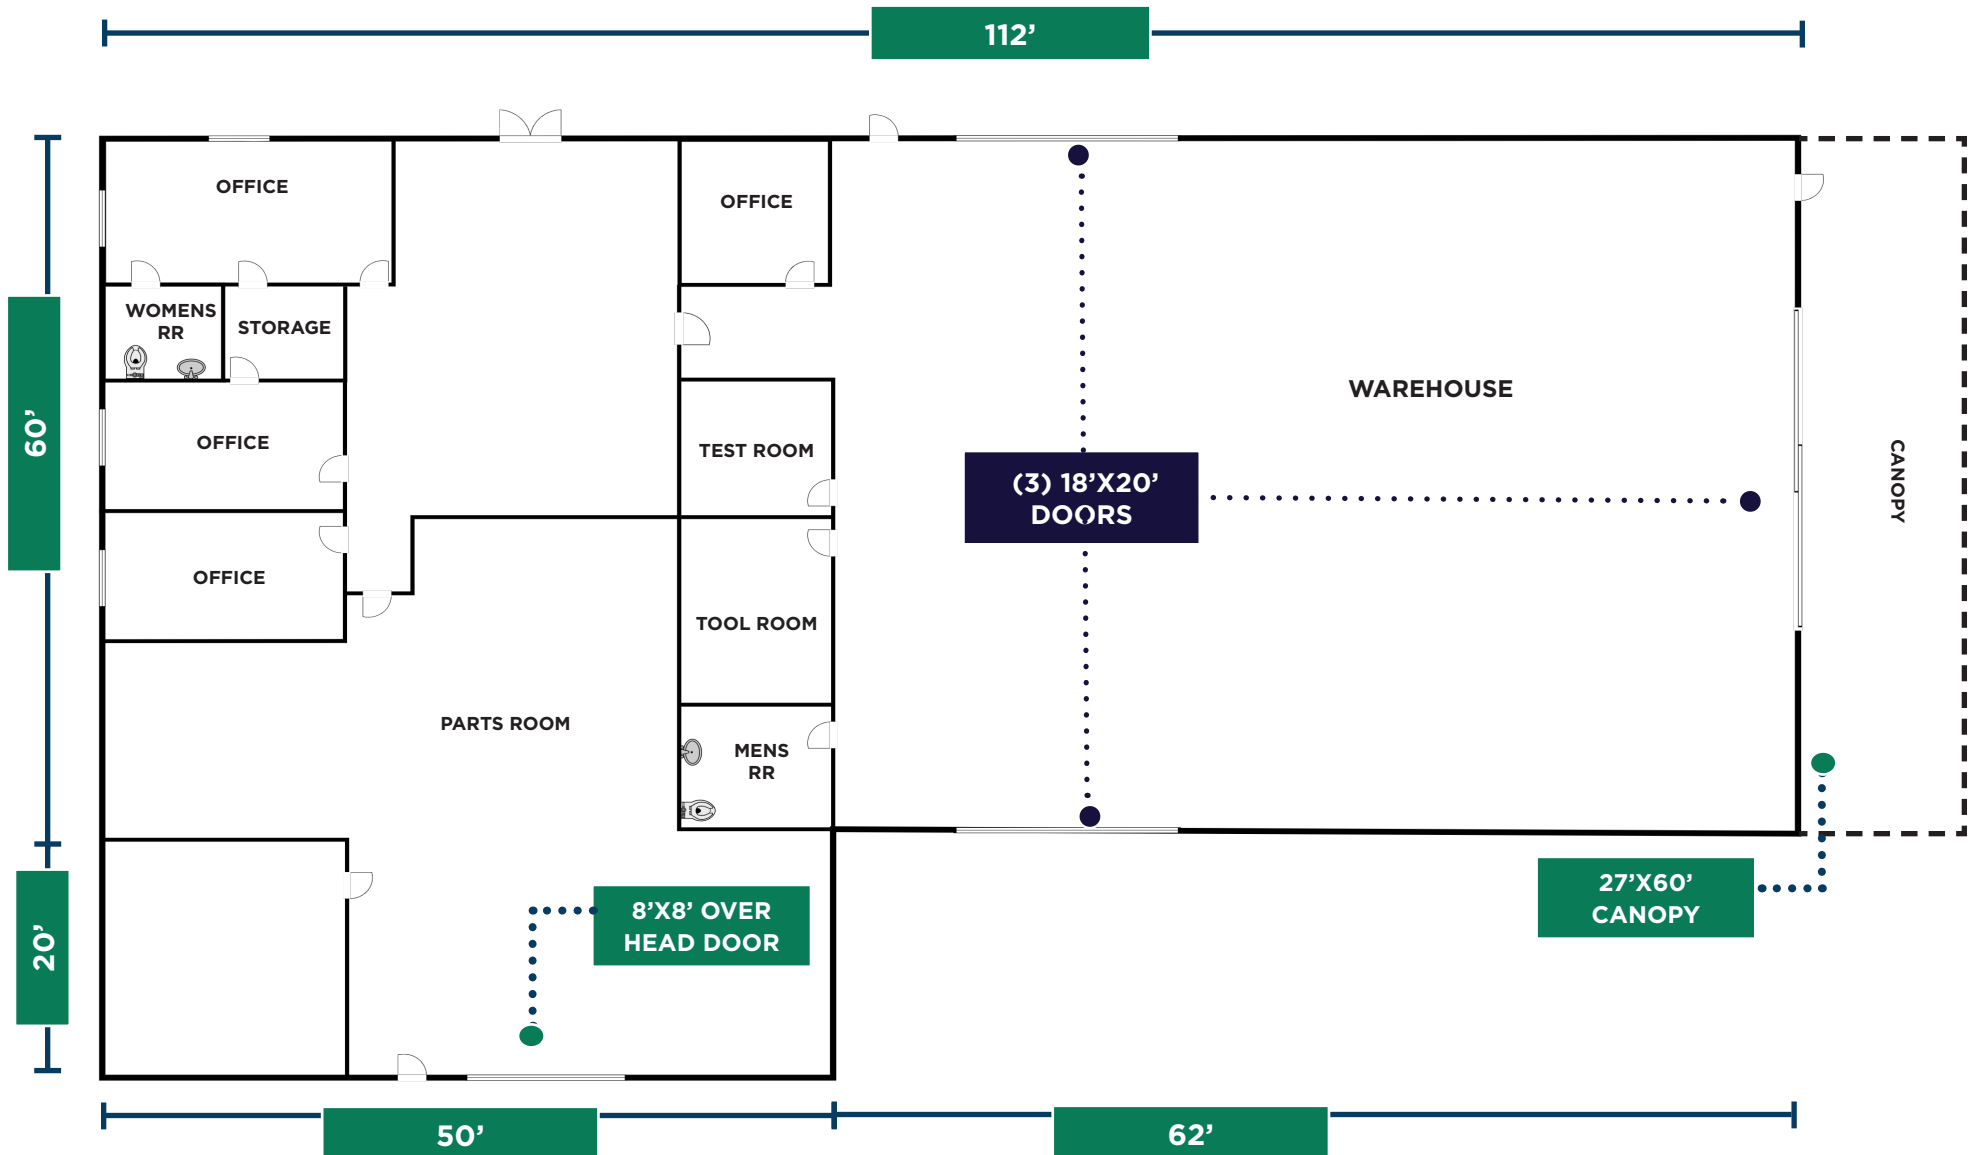 112’
OFFICE
OFFICE
WOMENS
RR
STORAGE
WAREHOUSE
60’
OFFICE
TEST ROOM
CANOPY
(3) 18’X20’
DOORS
OFFICE
TOOL ROOM
PARTS ROOM
MENS
RR
20’
8’X8’ OVER
HEAD DOOR
27’X60’
CANOPY
50’
62’